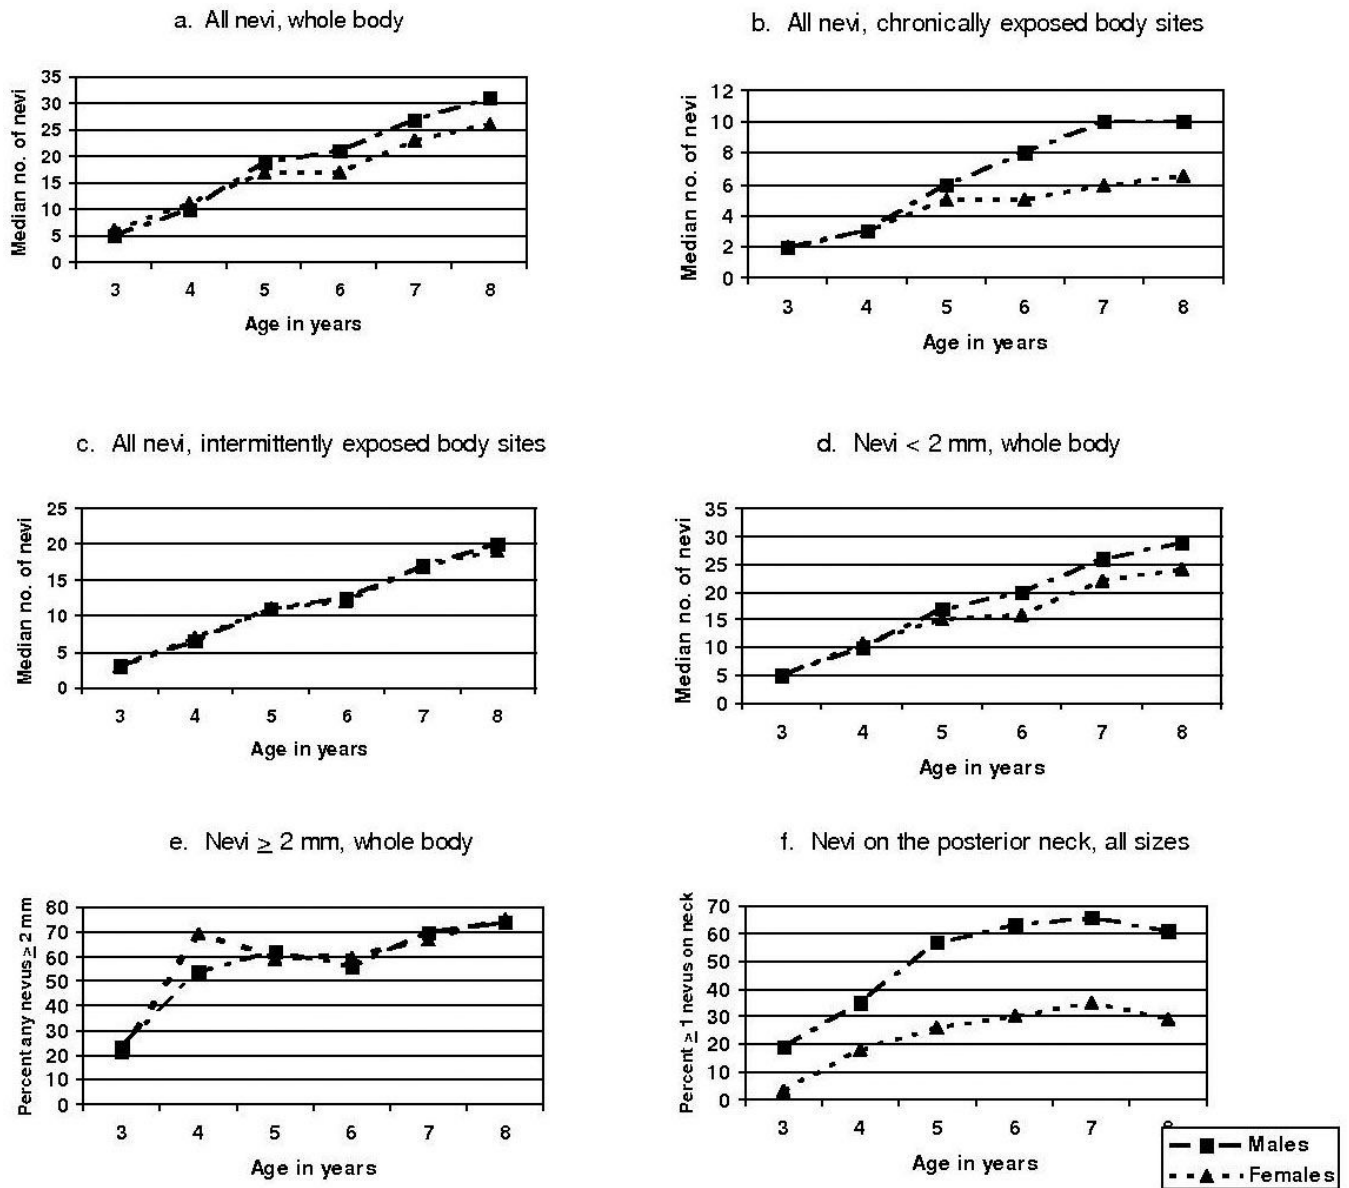 a. All nevi, whole body
Median no. of nevi
35
30
25
20
15
10
5
0
3 4 5 6 7 8
Age in years
b. All nevi, chronically exposed body sites
Median no. of nevi
12
10
8
6
4
2
0
3 4 5 6 7 8
Age in years
c. All nevi, intermittently exposed body sites
Median no. of nevi
25
20
15
10
5
0
3 4 5 6 7 8
Age in years
d. Nevi < 2 mm, whole body
Median no. of nevi
35
30
25
20
15
10
5
0
3 4 5 6 7 8
Age in years
e. Nevi ≥ 2 mm, whole body
Percent any nevus ≥ 2 mm
80
70
60
50
40
30
20
10
0
3 4 5 6 7 8
Age in years
f. Nevi on the posterior neck, all sizes
Percent ≥ 1 nevus on neck
70
60
50
40
30
20
10
0
3 4 5 6 7 8
Age in years
Males
Females